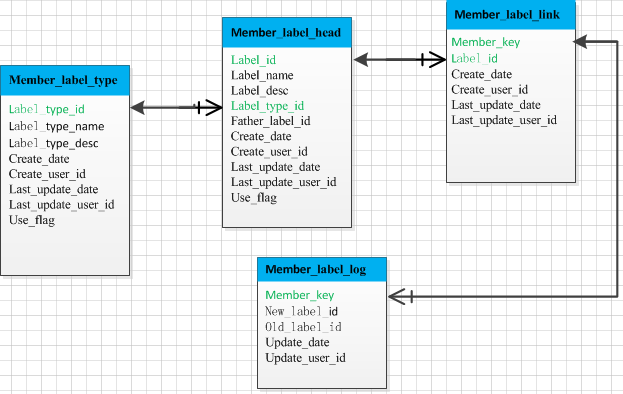 Member_label_type
Label_type_id
Label_type_name
Label_type_desc
Create_date
Create_user_id
Last_update_date
Last_update_user_id
Use_flag
Member_label_head
Label_id
Label_name
Label_desc
Label_type_id
Father_label_id
Create_date
Create_user_id
Last_update_date
Last_update_user_id
Use_flag
Member_label_link
Member_key
Label_id
Create_date
Create_user_id
Last_update_date
Last_update_user_id
Member_label_log
Member_key
New_label_id
Old_label_id
Update_date
Update_user_id